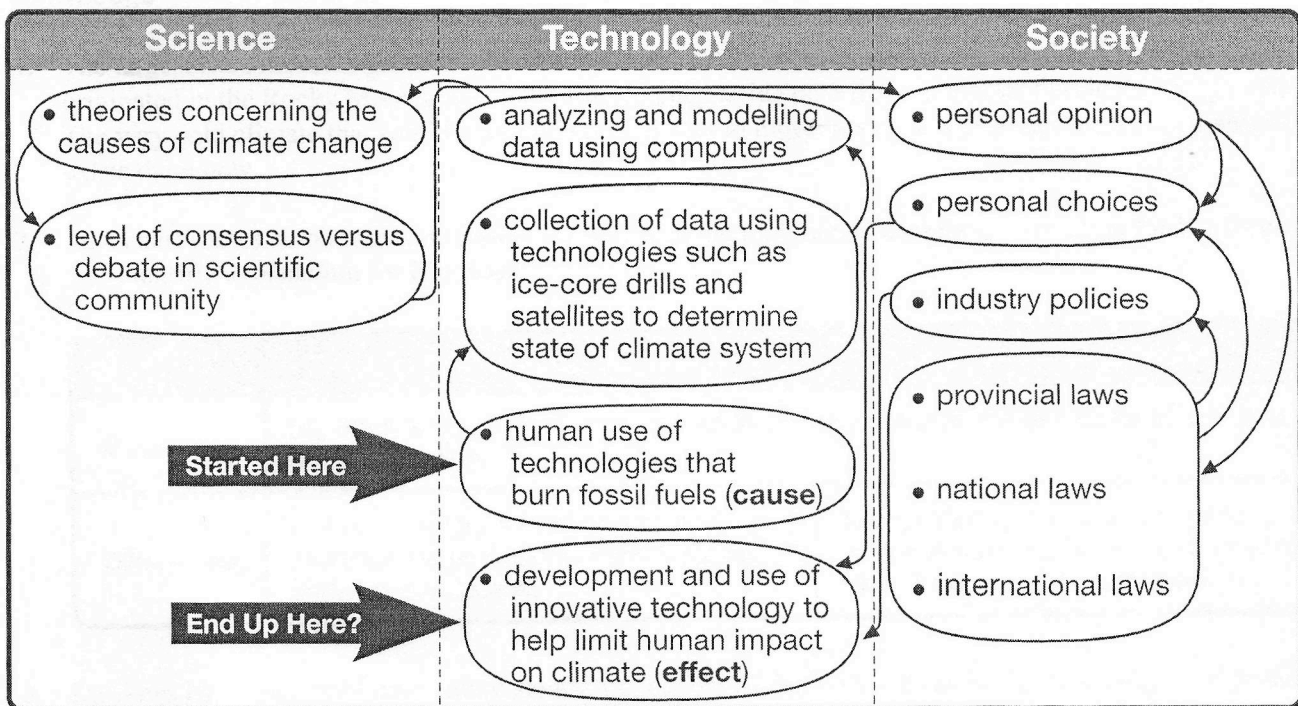 Science
Technology
Society
• theories concerning the
causes of climate change
• level of consensus versus
debate in scientific
community
• analyzing and modelling
data using computers
• collection of data using
technologies such as
ice-core drills and
satellites to determine
state of climate system
Started Here
• human use of
technologies that
burn fossil fuels (cause)
End Up Here?
• development and use of
innovative technology to
help limit human impact
on climate (effect)
• personal opinion
• personal choices
• industry policies
• provincial laws
• national laws
• international laws